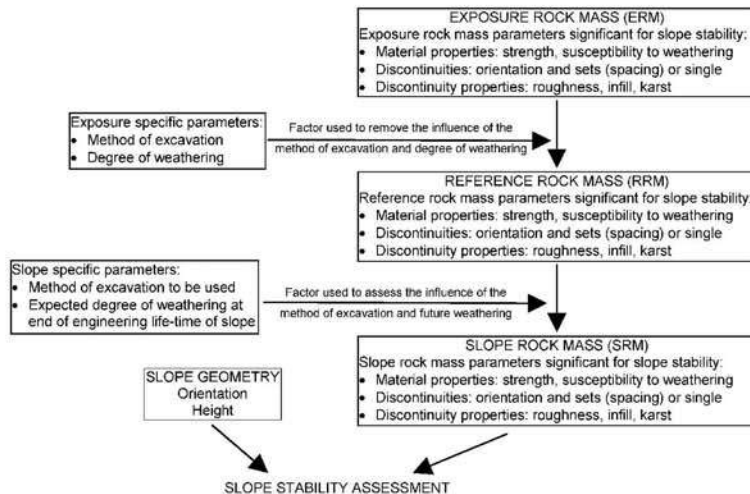 EXPOSURE ROCK MASS (ERM)
Exposure rock mass parameters significant for slope stability:
• Material properties: strength, susceptibility to weathering
• Discontinuities: orientation and sets (spacing) or single
• Discontinuity properties: roughness, infill, karst
Exposure specific parameters:
• Method of excavation
• Degree of weathering
Factor used to remove the influence of the
method of excavation and degree of weathering
REFERENCE ROCK MASS (RRM)
Reference rock mass parameters significant for slope stability:
• Material properties: strength, susceptibility to weathering
• Discontinuities: orientation and sets (spacing) or single
• Discontinuity properties: roughness, infill, karst
Slope specific parameters:
• Method of excavation to be used
• Expected degree of weathering at
end of engineering life-time of slope
Factor used to assess the influence of the
method of excavation and future weathering
SLOPE ROCK MASS (SRM)
Slope rock mass parameters significant for slope stability:
• Material properties: strength, susceptibility to weathering
• Discontinuities: orientation and sets (spacing) or single
• Discontinuity properties: roughness, infill, karst
SLOPE GEOMETRY
Orientation
Height
SLOPE STABILITY ASSESSMENT